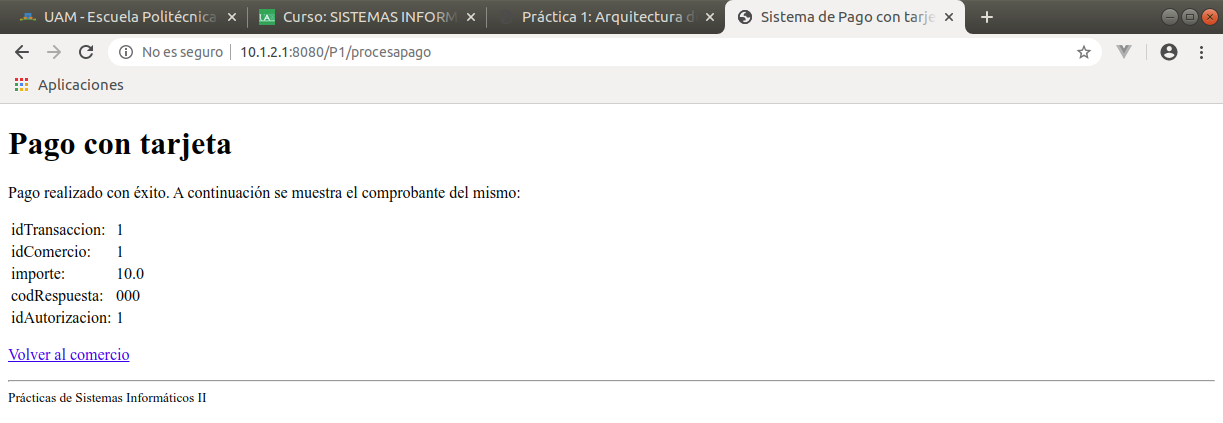 UAM - Escuela Politécnica
Curso: SISTEMAS INFORM
Práctica 1: Arquitectura d
Sistema de Pago con tarje
No es seguro
10.1.2.1:8080/P1/procesapago
Aplicaciones
Pago con tarjeta
Pago realizado con éxito. A continuación se muestra el comprobante del mismo:
idTransaccion: 1
idComercio: 1
importe: 10.0
codRespuesta: 000
idAutorizacion: 1
Volver al comercio
Prácticas de Sistemas Informáticos II